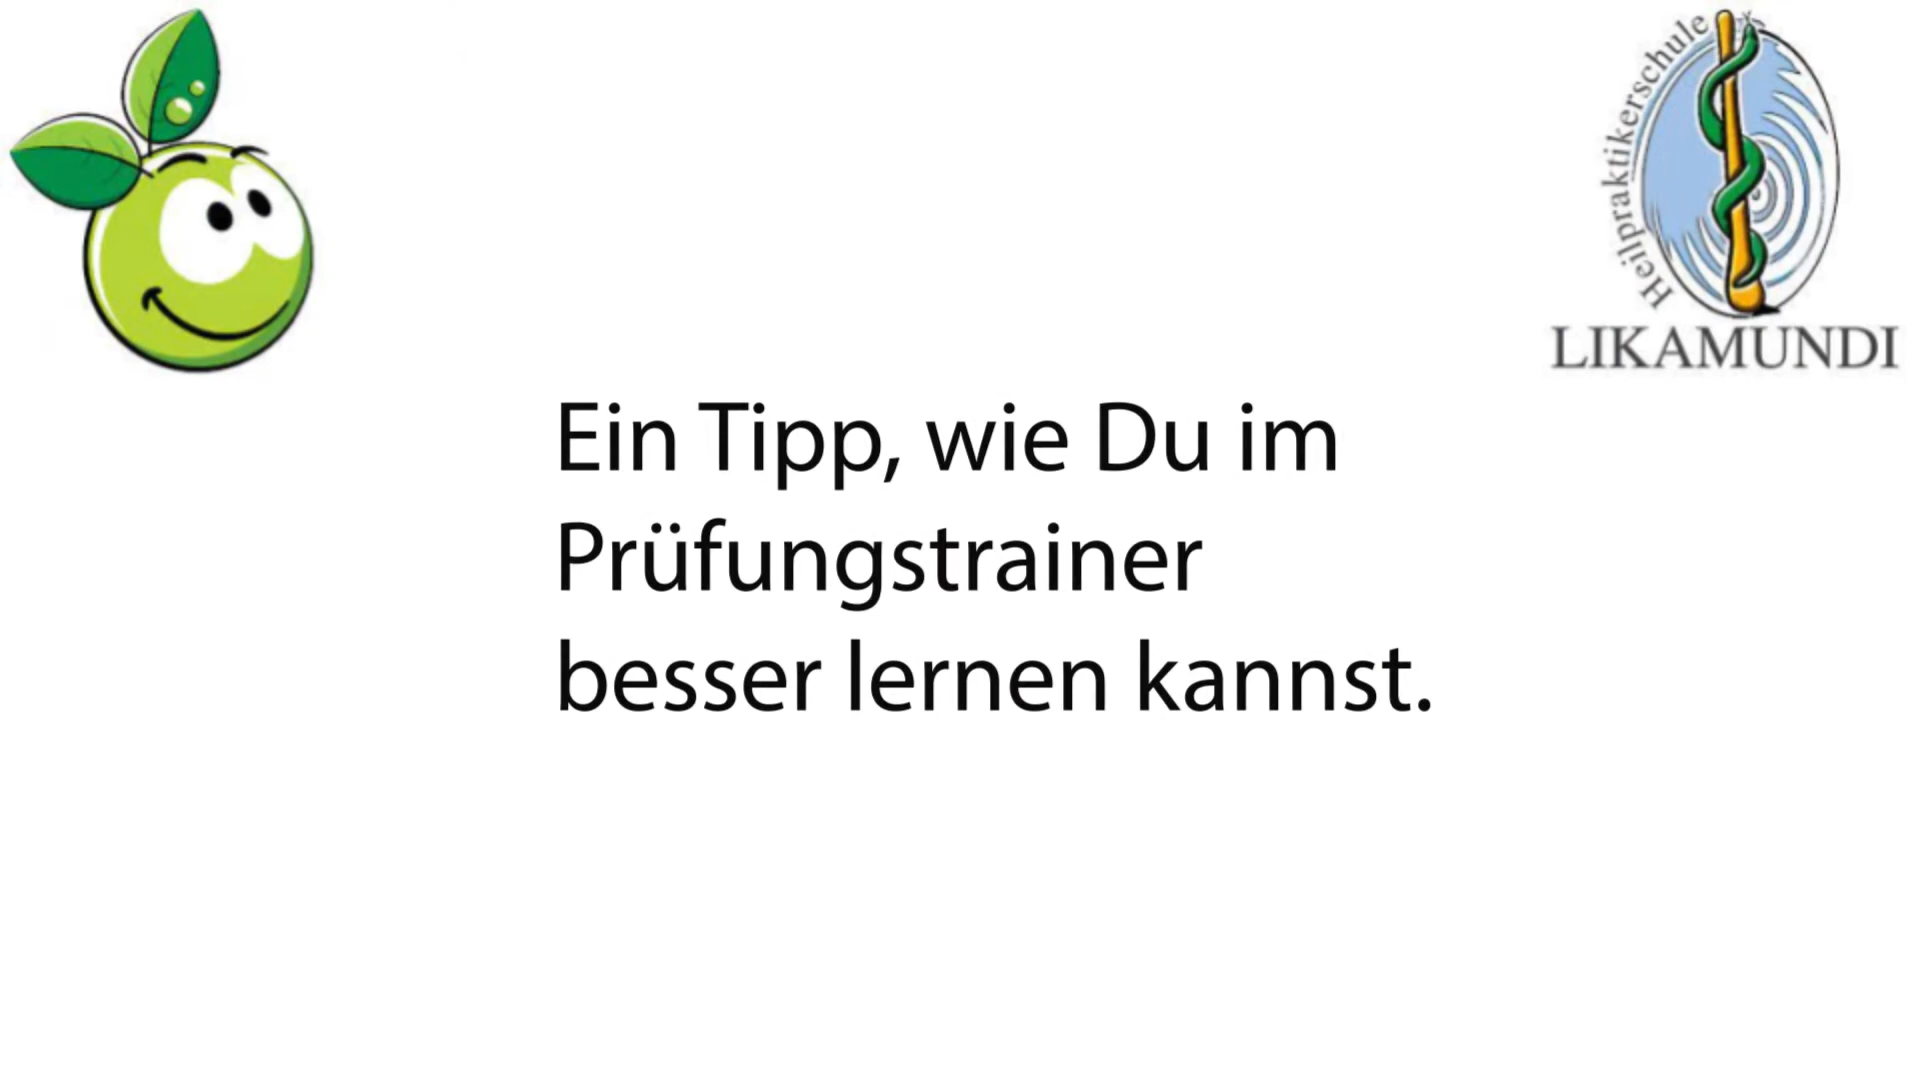 Heilpraktikerschule
LIKAMUNDI
Ein Tipp, wie Du im
Prüfungstrainer
besser lernen kannst.